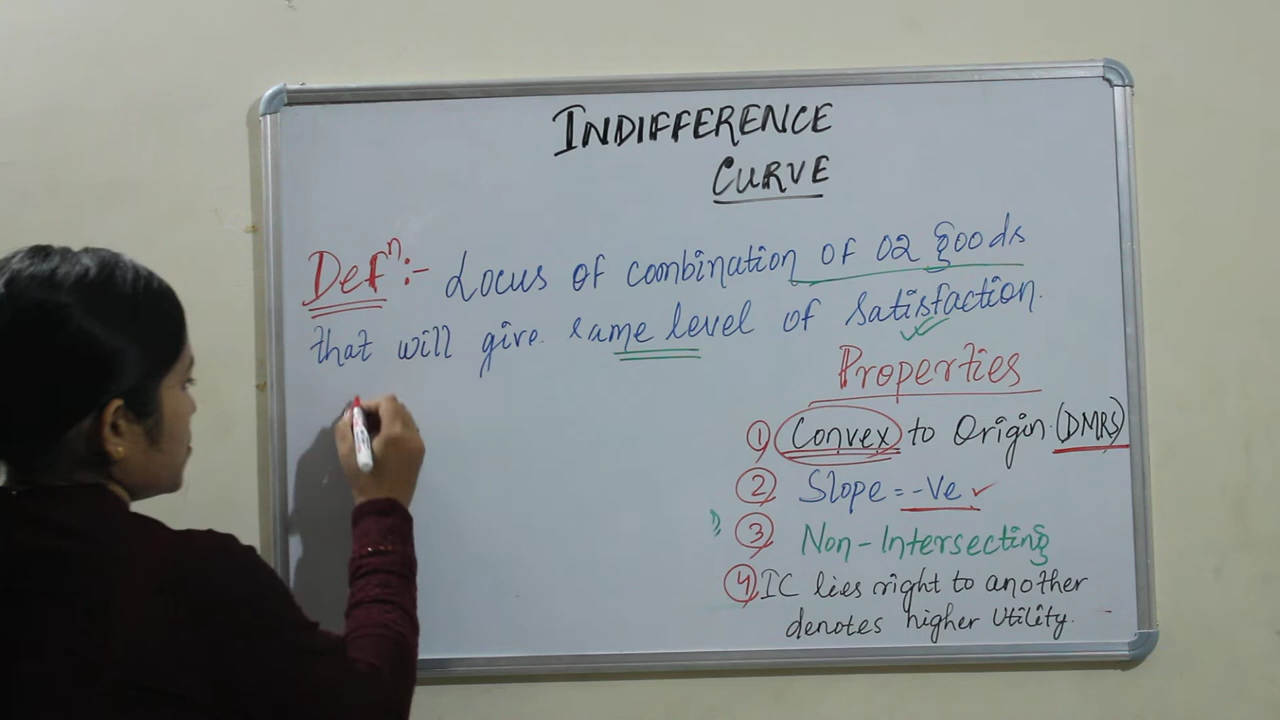 INDIFFERENCE
CURVE
Defⁿ:- Locus of combination of 02 goods
that will give same level of satisfaction.
Properties
① Convex to Origin (DMRS)
② Slope = -Ve ✓
③ Non-Intersecting
④ IC lies right to another
denotes higher Utility.